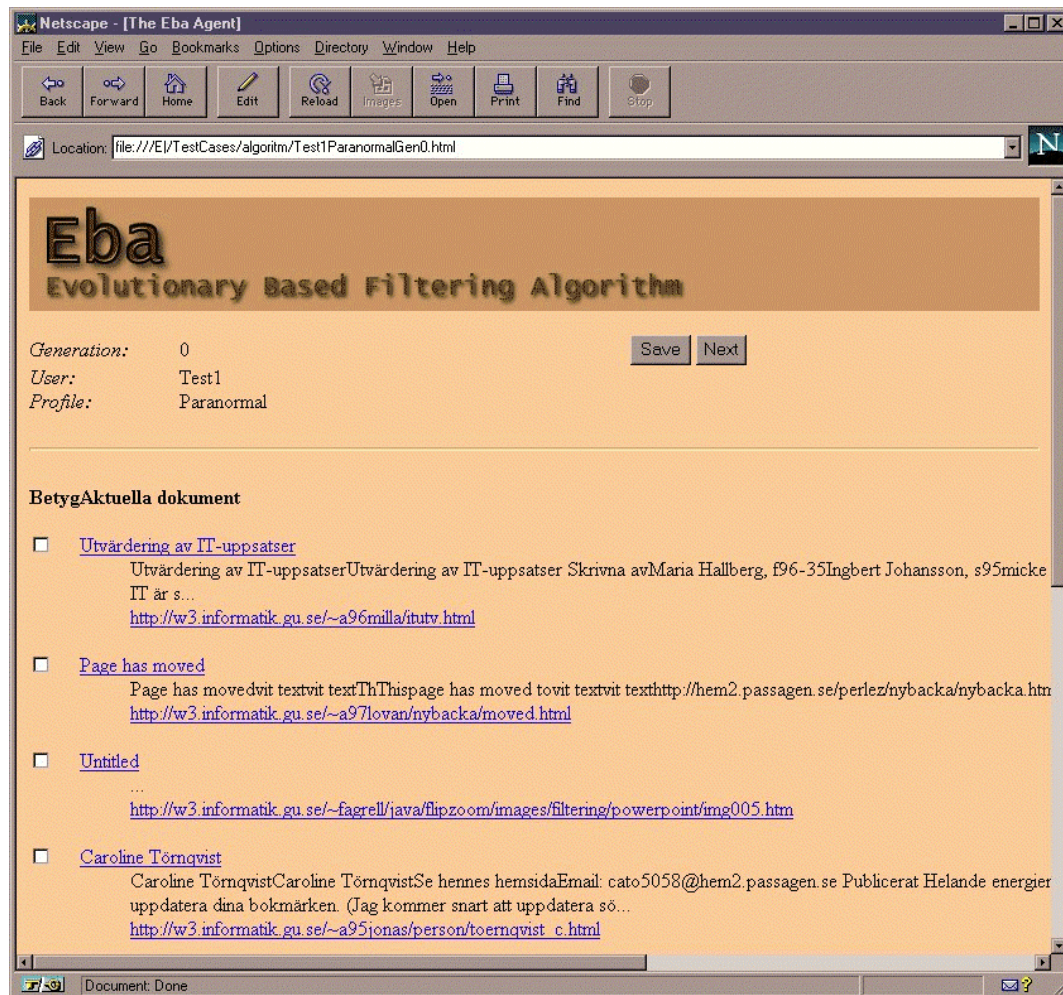 Netscape - [The Eba Agent]
File Edit View Go Bookmarks Options Directory Window Help
Back Forward Home Edit Reload Images Open Print Find Stop
Location: file:///E|/TestCases/algoritm/Test1ParanormalGen0.html
N
Eba
Evolutionary Based Filtering Algorithm
Generation: 0 Save Next
User: Test1
Profile: Paranormal
BetygAktuella dokument
Utvärdering av IT-uppsatser
Utvärdering av IT-uppsatserUtvärdering av IT-uppsatser Skrivna avMaria Hallberg, f96-35Ingbert Johansson, s95micke
IT är s...
http://w3.informatik.gu.se/~a96milla/itutv.html
Page has moved
Page has movedvit textvit textThThispage has moved tovit textvit texthttp://hem2.passagen.se/perlez/nybacka/nybacka.htm
http://w3.informatik.gu.se/~a97lovan/nybacka/moved.html
Untitled
...
http://w3.informatik.gu.se/~fagrell/java/flipzoom/images/filtering/powerpoint/img005.htm
Caroline Törnqvist
Caroline TörnqvistCaroline TörnqvistSe hennes hemsidaEmail: cato5058@hem2.passagen.se Publicerat Helande energier
uppdatera dina bokmärken. (Jag kommer snart att uppdatera sö...
http://w3.informatik.gu.se/~a95jonas/person/toernqvist_c.html
Document: Done